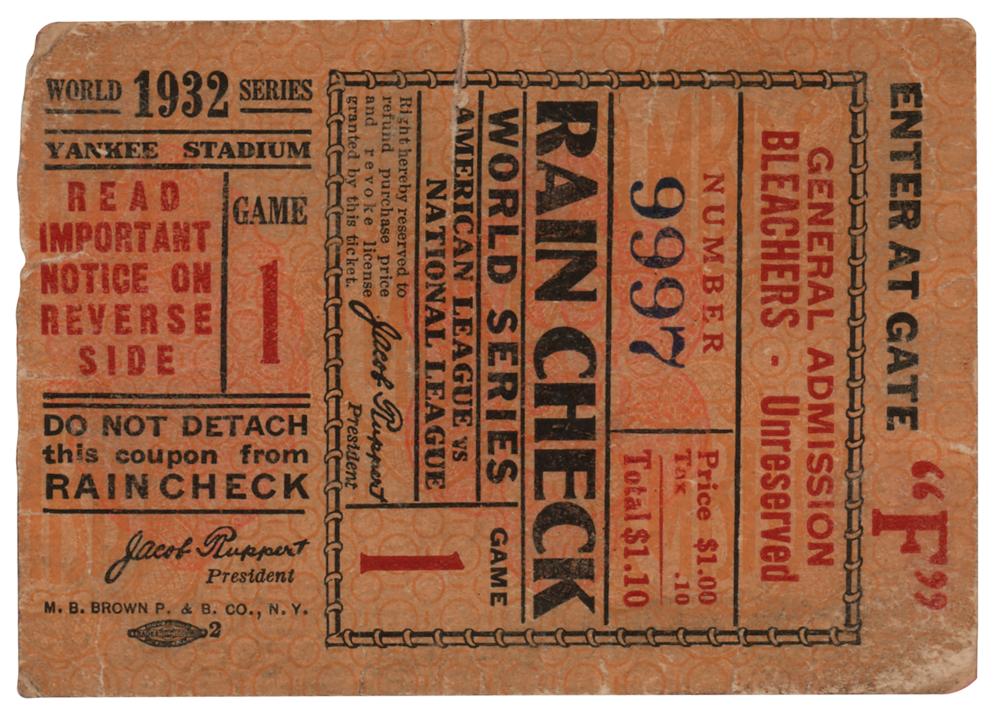 WORLD 1932 SERIES
YANKEE STADIUM
READ
IMPORTANT
NOTICE ON
REVERSE
SIDE
GAME
1
DO NOT DETACH
this coupon from
RAIN CHECK
Jacob Ruppert
President
M. B. BROWN P. & B. CO., N. Y.
2
ENTER AT GATE "F"
GENERAL ADMISSION
BLEACHERS - Unreserved
NUMBER
9997
Price $1.00
Tax .10
Total $1.10
RAIN CHECK
WORLD SERIES
AMERICAN LEAGUE VS
NATIONAL LEAGUE
GAME
1
Right hereby reserved to
refund purchase price
and revoke license
granted by this ticket.
Jacob Ruppert
President